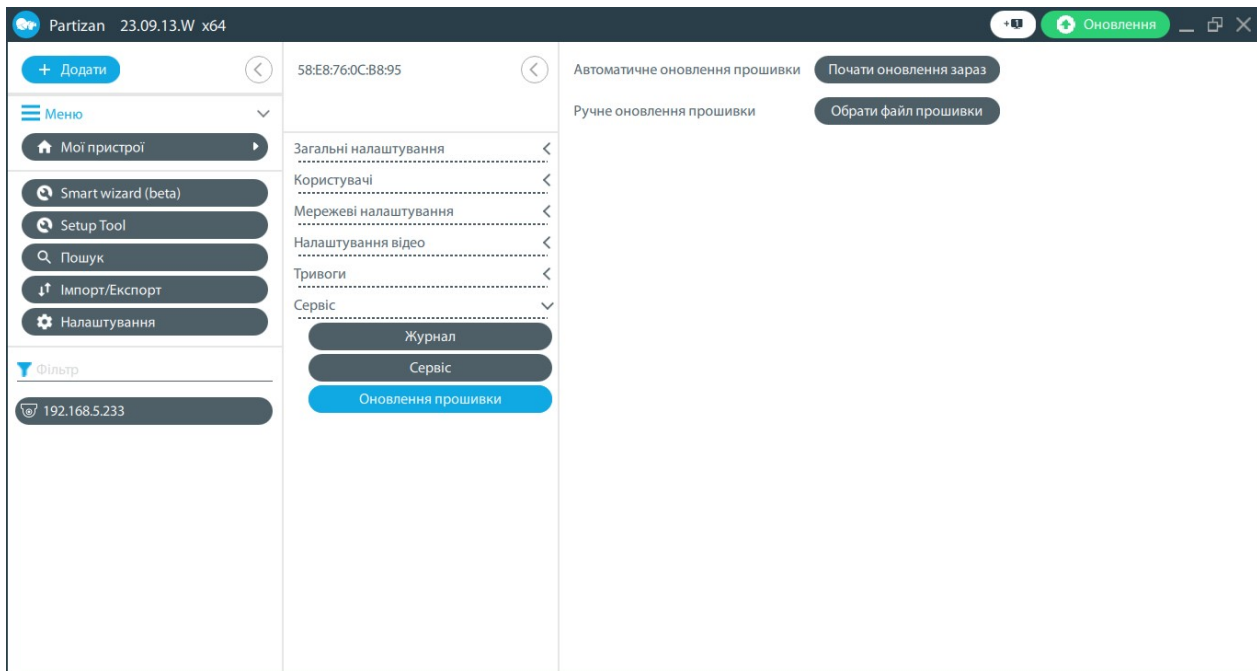 Partizan 23.09.13.W x64
+1
Оновлення
+ Додати
Меню
Мої пристрої
Smart wizard (beta)
Setup Tool
Пошук
Імпорт/Експорт
Налаштування
Фільтр
192.168.5.233
58:E8:76:0C:B8:95
Загальні налаштування
Користувачі
Мережеві налаштування
Налаштування відео
Тривоги
Сервіс
Журнал
Сервіс
Оновлення прошивки
Автоматичне оновлення прошивки Почати оновлення зараз
Ручне оновлення прошивки Обрати файл прошивки